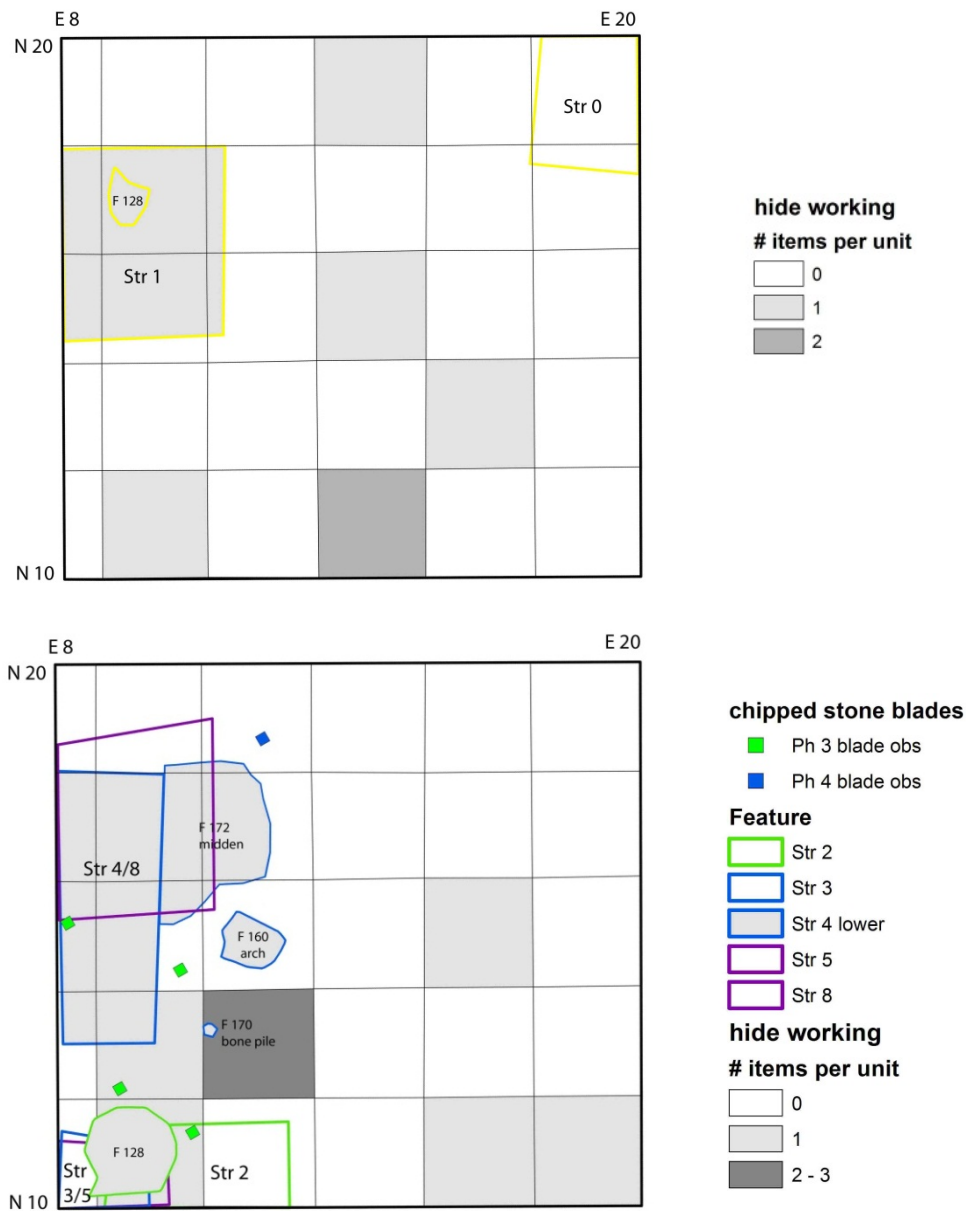 E 8
E 20
N 20
Str 0
F 128
Str 1
N 10
hide working
# items per unit
0
1
2
E 8
E 20
N 20
F 172
midden
Str 4/8
F 160
arch
F 170
bone pile
F 128
Str
3/5
Str 2
N 10
chipped stone blades
Ph 3 blade obs
Ph 4 blade obs
Feature
Str 2
Str 3
Str 4 lower
Str 5
Str 8
hide working
# items per unit
0
1
2 - 3